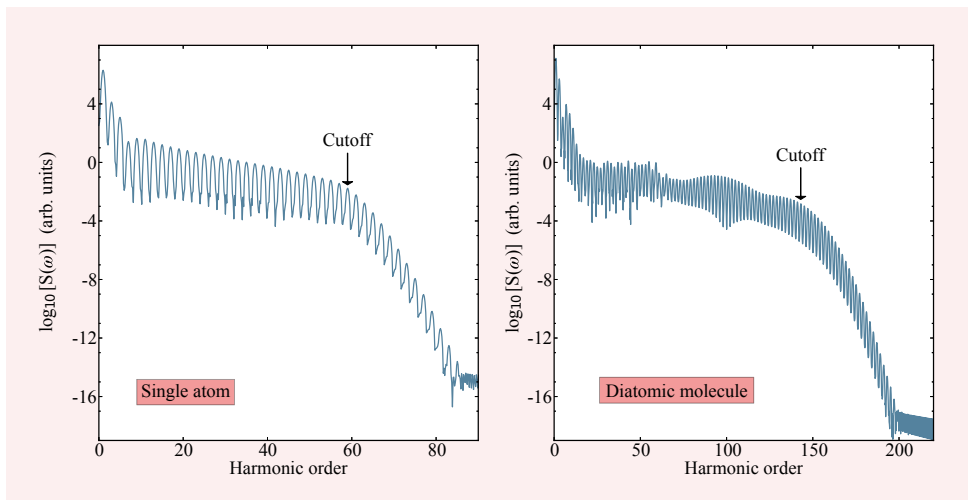 log₁₀[S(ω)] (arb. units)
4
0
-4
-8
-12
-16
Cutoff
Single atom
0 20 40 60 80
Harmonic order
log₁₀[S(ω)] (arb. units)
4
0
-4
-8
-12
-16
Cutoff
Diatomic molecule
0 50 100 150 200
Harmonic order